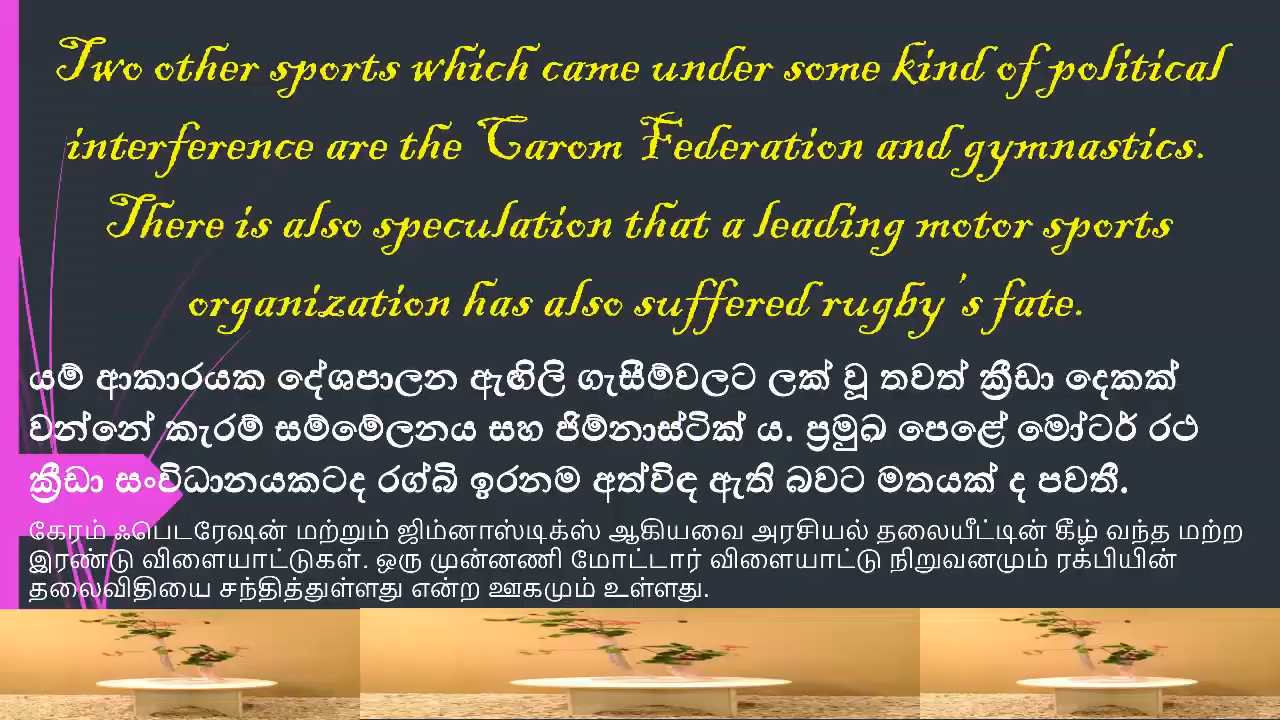 Two other sports which came under some kind of political
interference are the Carom Federation and gymnastics.
There is also speculation that a leading motor sports
organization has also suffered rugby's fate.
යම් ආකාරයක දේශපාලන ඇඟිලි ගැසීම්වලට ලක් වූ තවත් ක්‍රීඩා දෙකක්
වන්නේ කැරම් සම්මේලනය සහ ජිම්නාස්ටික් ය. ප්‍රමුඛ පෙළේ මෝටර් රථ
ක්‍රීඩා සංවිධානයකටද රග්බි ඉරනම අත්විඳ ඇති බවට මතයක් ද පවතී.
கேரம் ஃபெடரேஷன் மற்றும் ஜிம்னாஸ்டிக்ஸ் ஆகியவை அரசியல் தலையீட்டின் கீழ் வந்த மற்ற
இரண்டு விளையாட்டுகள். ஒரு முன்னணி மோட்டார் விளையாட்டு நிறுவனமும் ரக்பியின்
தலைவிதியை சந்தித்துள்ளது என்ற ஊகமும் உள்ளது.